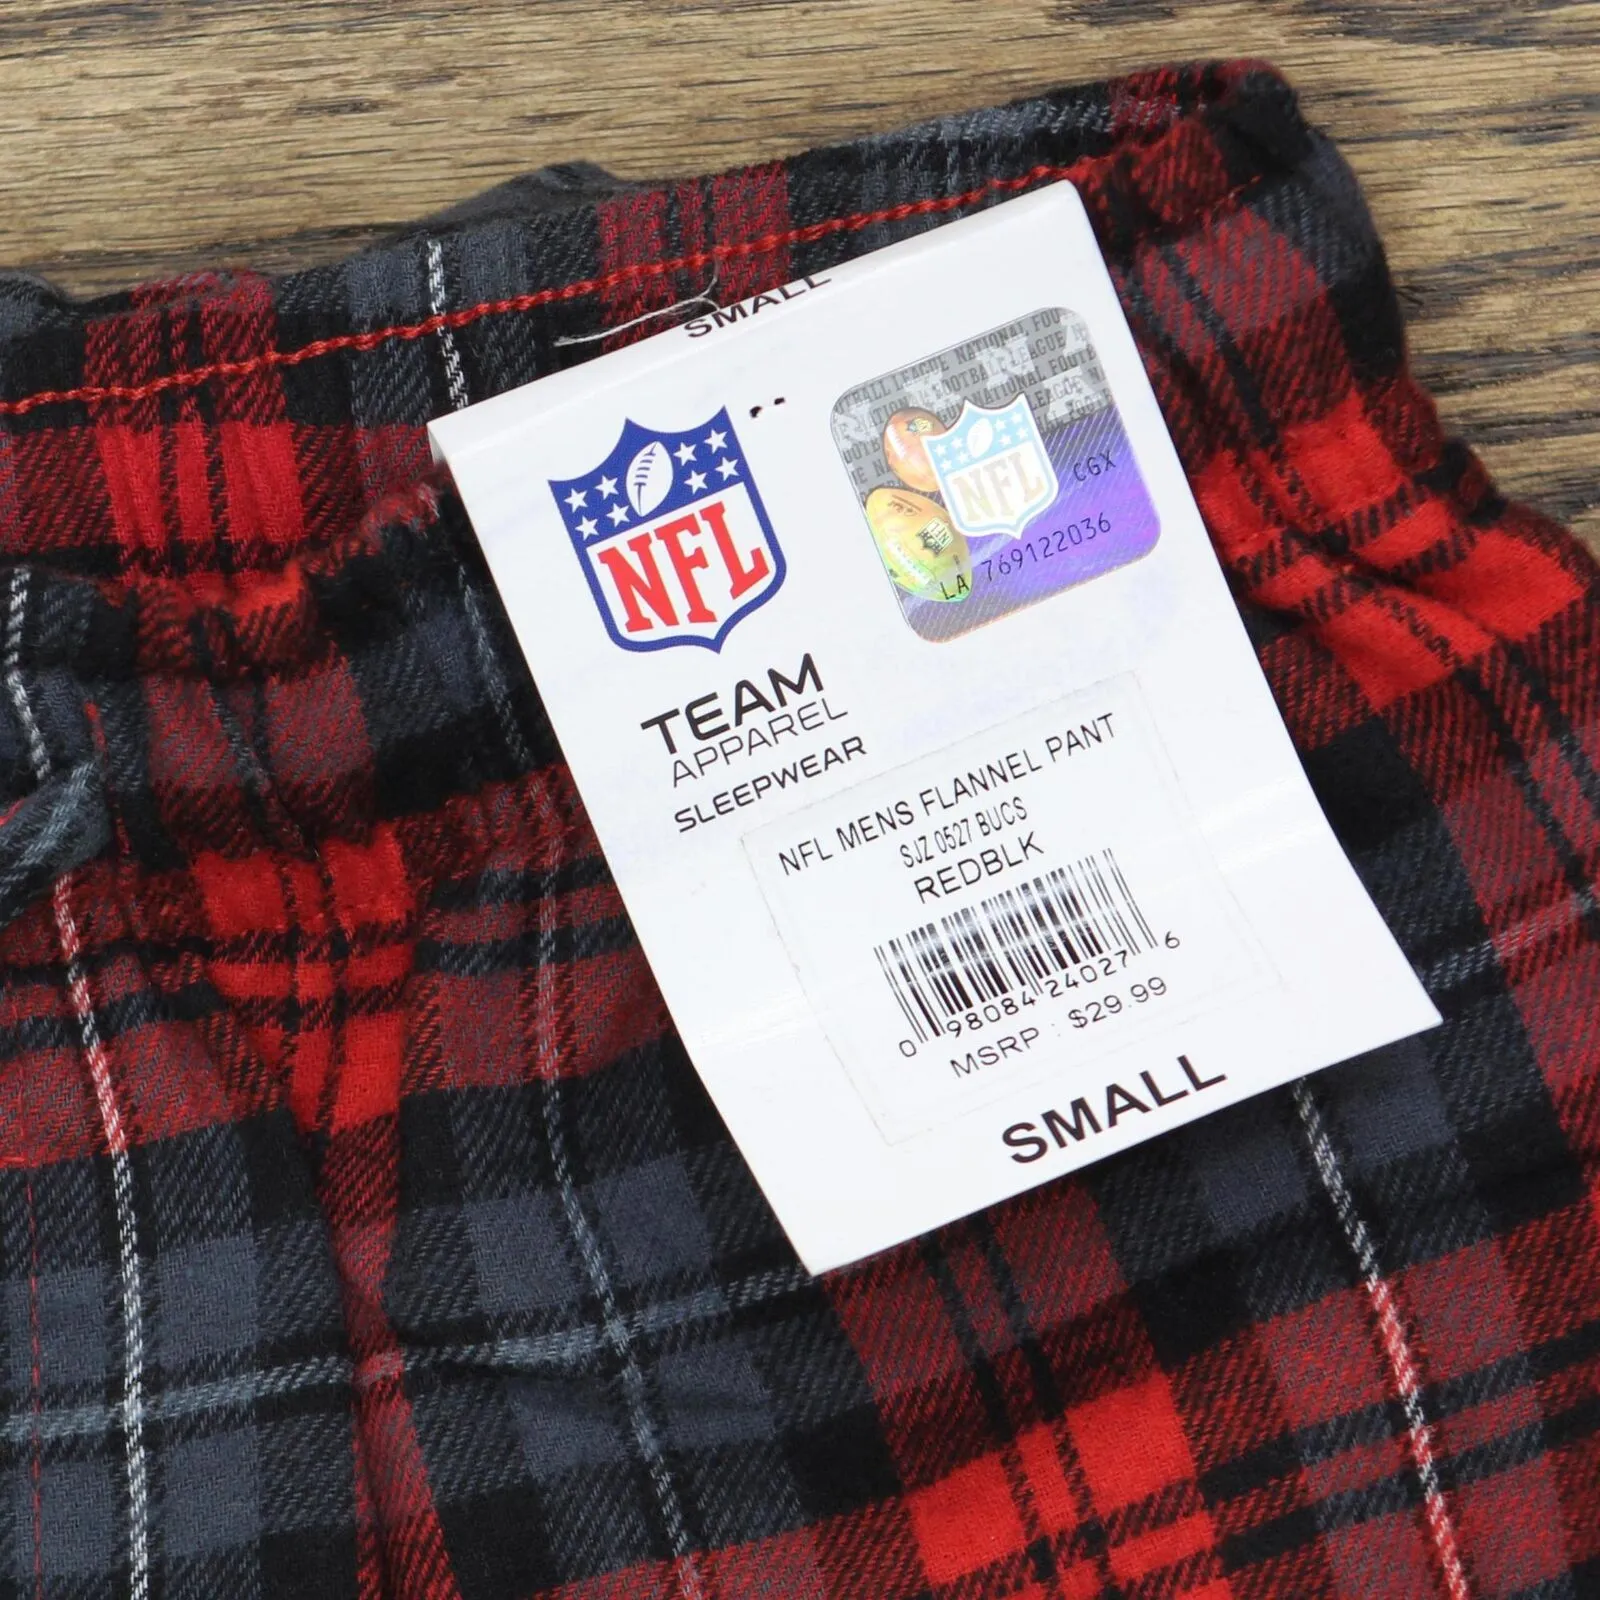 SMALL
NFL
TEAM
APPAREL
SLEEPWEAR
NFL
CGX
LA 769122036
NFL MENS FLANNEL PANT
SJZ 0527 BUCS
REDBLK
0 98084 24027 6
MSRP : $29.99
SMALL